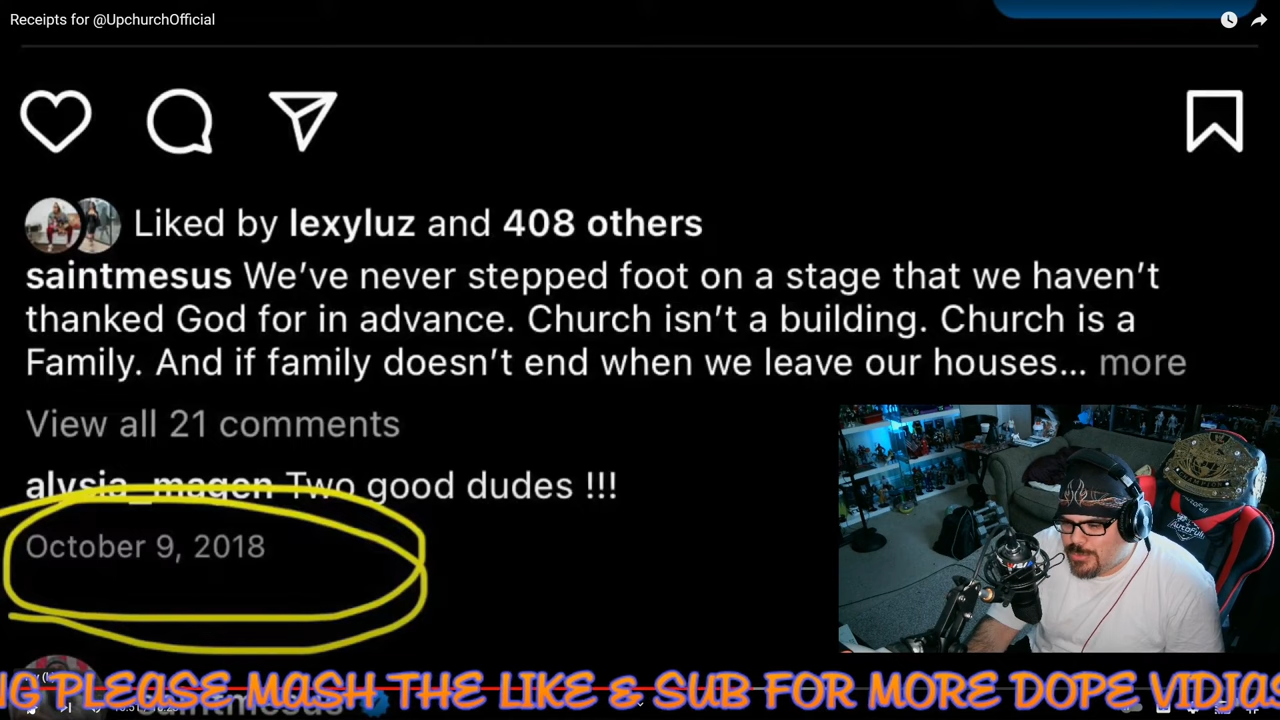 Receipts for @UpchurchOfficial
Liked by lexyluz and 408 others
saintmesus We've never stepped foot on a stage that we haven't
thanked God for in advance. Church isn't a building. Church is a
Family. And if family doesn't end when we leave our houses... more
View all 21 comments
alysia_magen Two good dudes !!!
October 9, 2018
saintmesus
NG PLEASE MASH THE LIKE & SUB FOR MORE DOPE VIDJAS